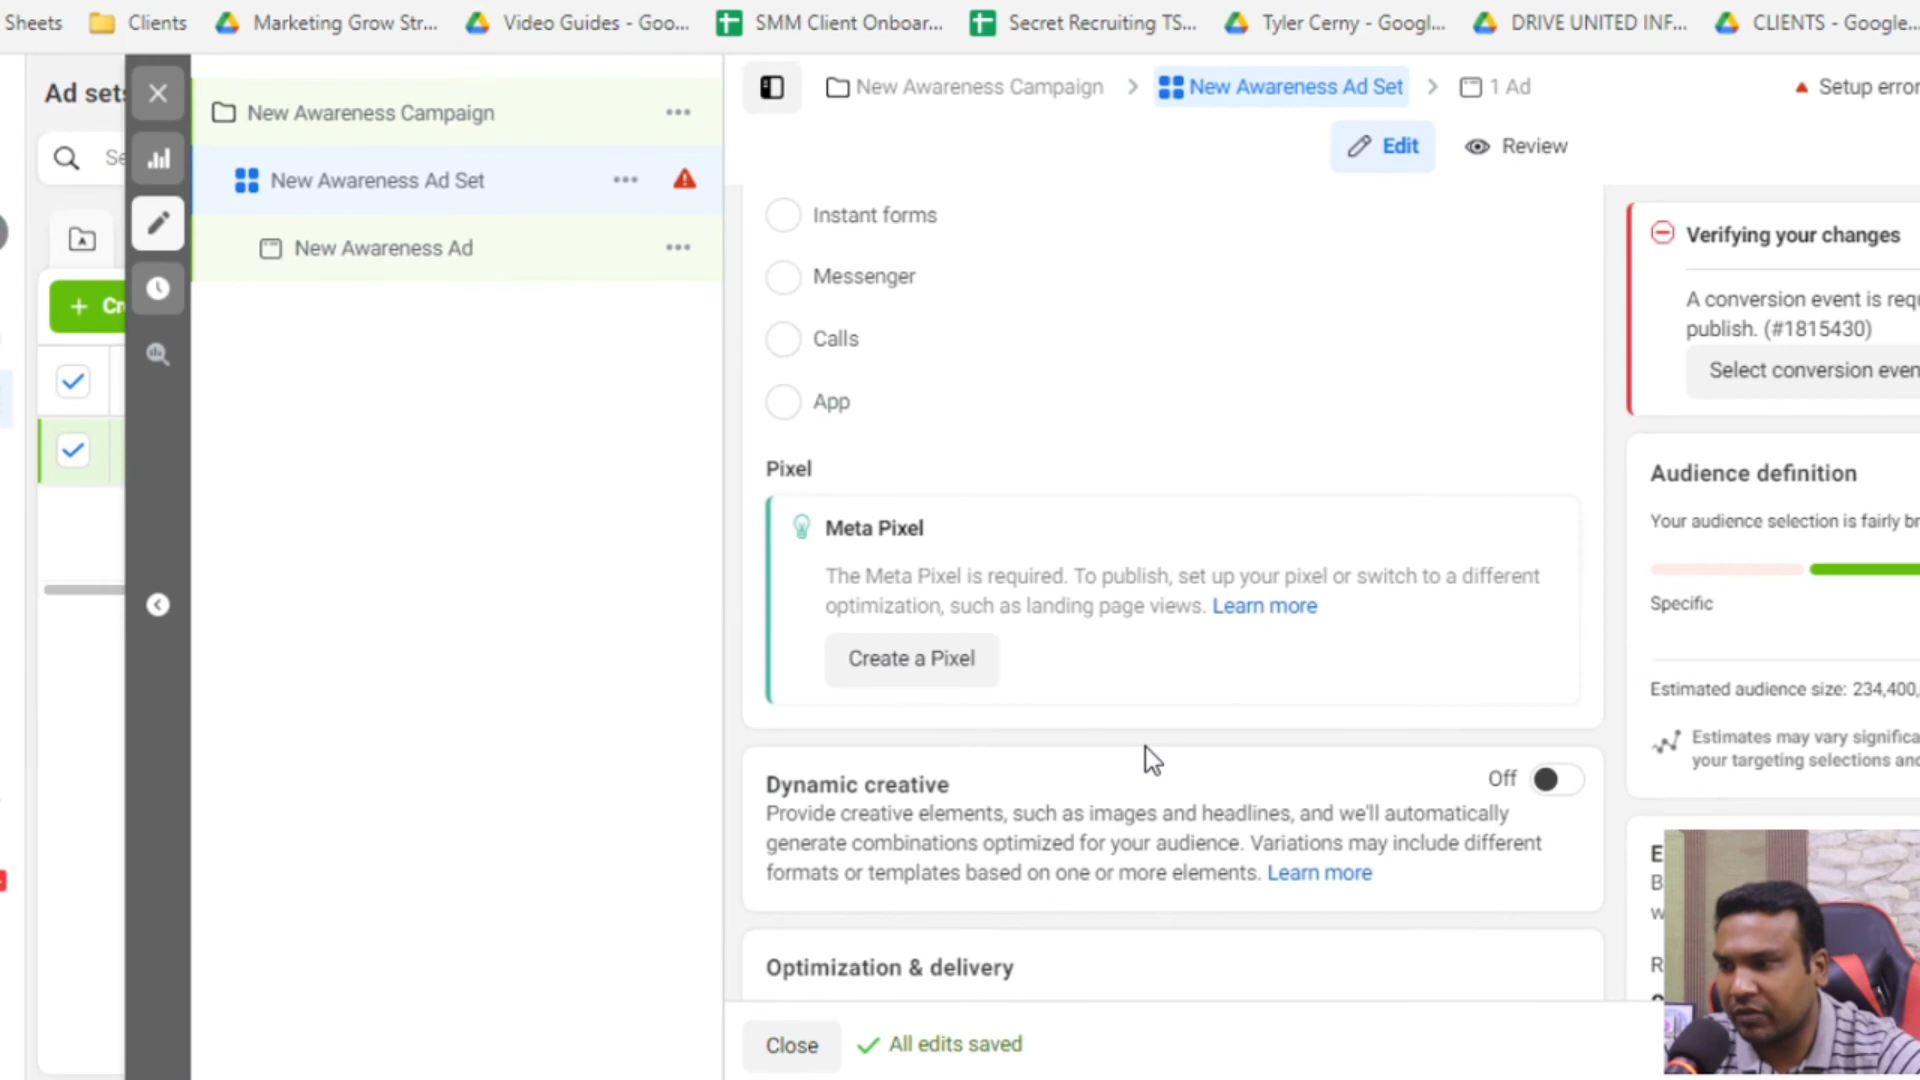 Sheets
Clients
Marketing Grow Str...
Video Guides - Goo...
SMM Client Onboar...
Secret Recruiting TS...
Tyler Cerny - Googl...
DRIVE UNITED INF...
CLIENTS - Google...
Ad sets
New Awareness Campaign
New Awareness Ad Set
New Awareness Ad
New Awareness Campaign
New Awareness Ad Set
1 Ad
Setup error
Edit
Review
Instant forms
Messenger
Calls
App
Pixel
Meta Pixel
The Meta Pixel is required. To publish, set up your pixel or switch to a different
optimization, such as landing page views. Learn more
Create a Pixel
Dynamic creative
Off
Provide creative elements, such as images and headlines, and we'll automatically
generate combinations optimized for your audience. Variations may include different
formats or templates based on one or more elements. Learn more
Optimization & delivery
Close
All edits saved
Verifying your changes
A conversion event is requ
publish. (#1815430)
Select conversion even
Audience definition
Your audience selection is fairly br
Specific
Estimated audience size: 234,400,
Estimates may vary significa
your targeting selections and